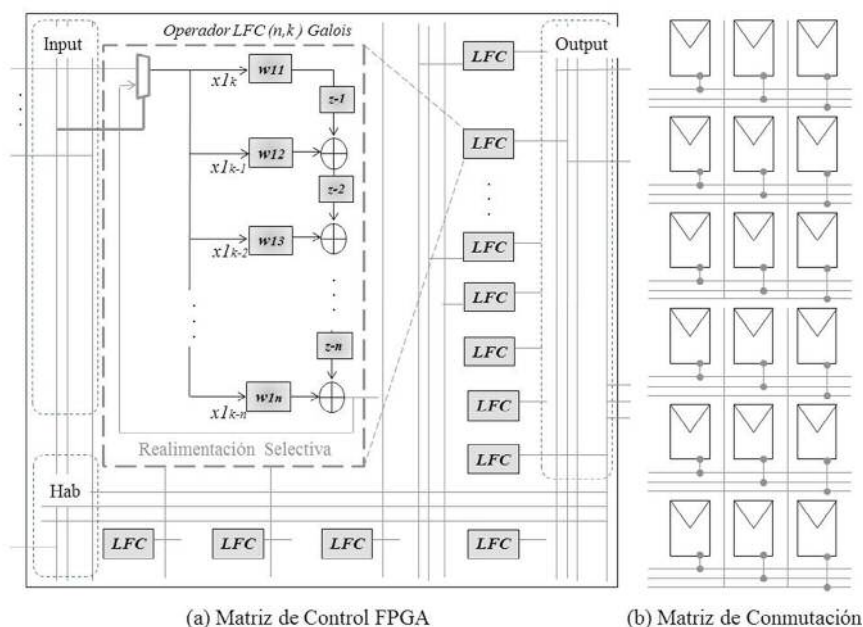 Operador LFC (n,k) Galois
Input
Output
x1k
w11
z-1
x1k-1
w12
z-2
x1k-2
w13
z-n
x1k-n
w1n
Realimentación Selectiva
Hab
LFC
LFC
LFC
LFC
LFC
LFC
LFC
LFC
LFC
LFC
LFC
(a) Matriz de Control FPGA
(b) Matriz de Conmutación